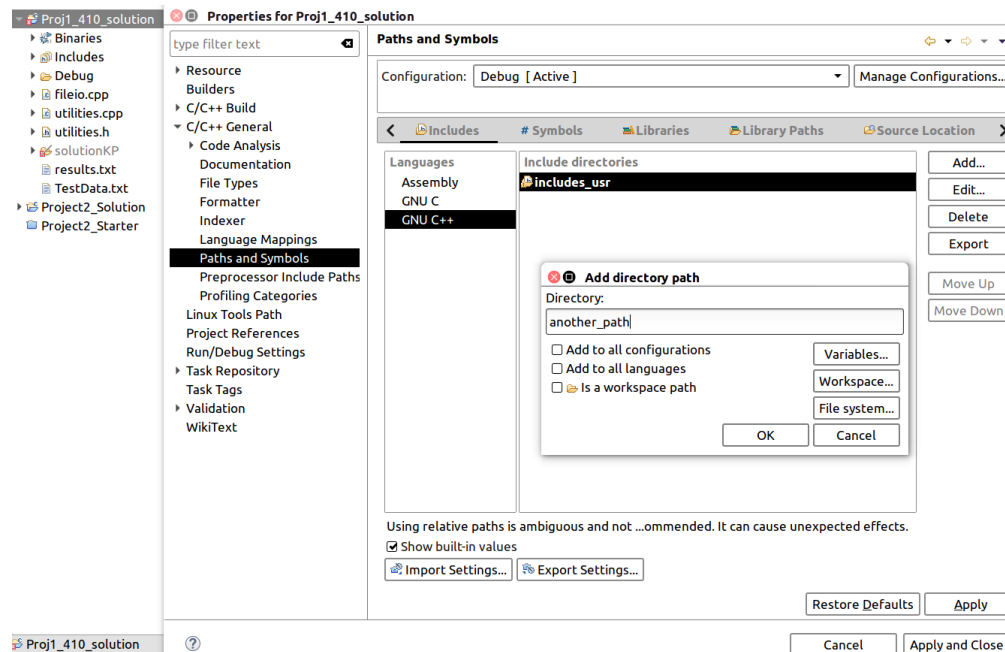 Proj1_410_solution
Binaries
Includes
Debug
fileio.cpp
utilities.cpp
utilities.h
solutionKP
results.txt
TestData.txt
Project2_Solution
Project2_Starter
Proj1_410_solution
Properties for Proj1_410_solution
type filter text
Resource
Builders
C/C++ Build
C/C++ General
Code Analysis
Documentation
File Types
Formatter
Indexer
Language Mappings
Paths and Symbols
Preprocessor Include Paths
Profiling Categories
Linux Tools Path
Project References
Run/Debug Settings
Task Repository
Task Tags
Validation
WikiText
Paths and Symbols
Configuration: Debug [ Active ] Manage Configurations...
Includes # Symbols Libraries Library Paths Source Location
Languages
Assembly
GNU C
GNU C++
Include directories
includes_usr
Add...
Edit...
Delete
Export
Move Up
Move Down
Add directory path
Directory:
another_path
Add to all configurations
Add to all languages
Is a workspace path
Variables...
Workspace...
File system...
OK Cancel
Using relative paths is ambiguous and not ...ommended. It can cause unexpected effects.
Show built-in values
Import Settings... Export Settings...
Restore Defaults Apply
? Cancel Apply and Close